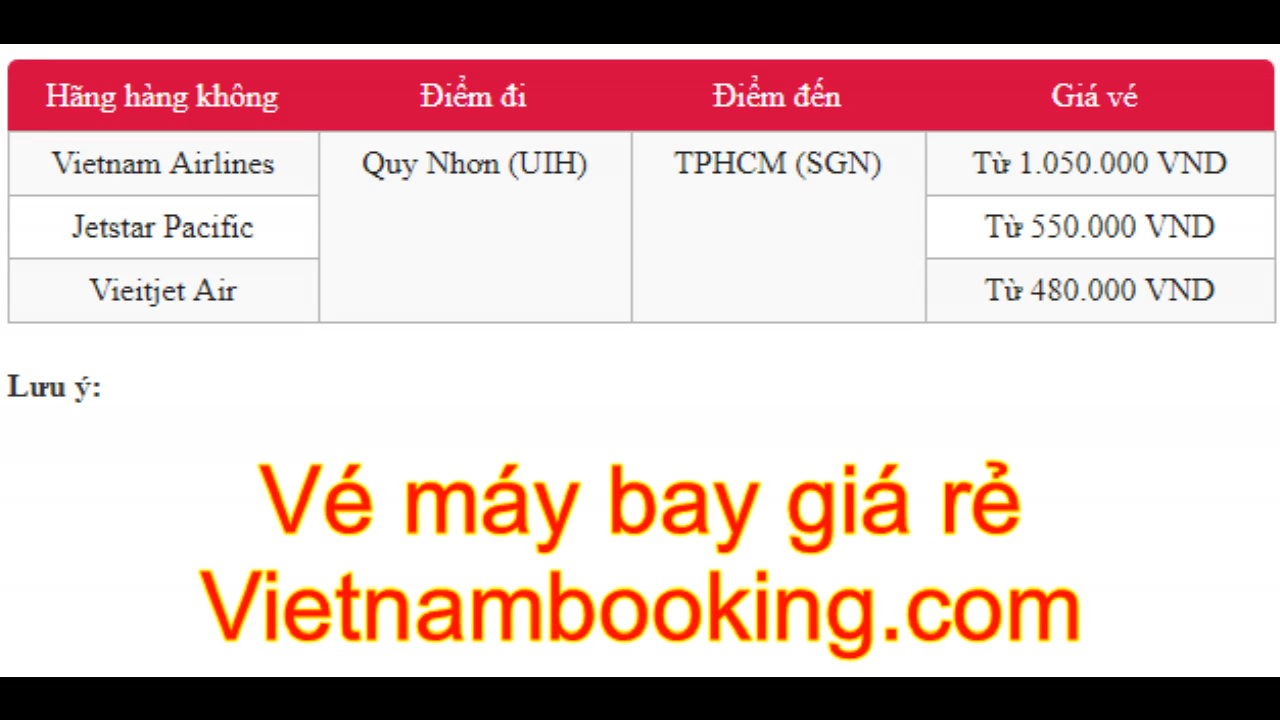 Hãng hàng không Điểm đi Điểm đến Giá vé
Vietnam Airlines Quy Nhơn (UIH) TPHCM (SGN) Từ 1.050.000 VND
Jetstar Pacific Từ 550.000 VND
Vieitjet Air Từ 480.000 VND
Lưu ý:
Vé máy bay giá rẻ
Vietnambooking.com